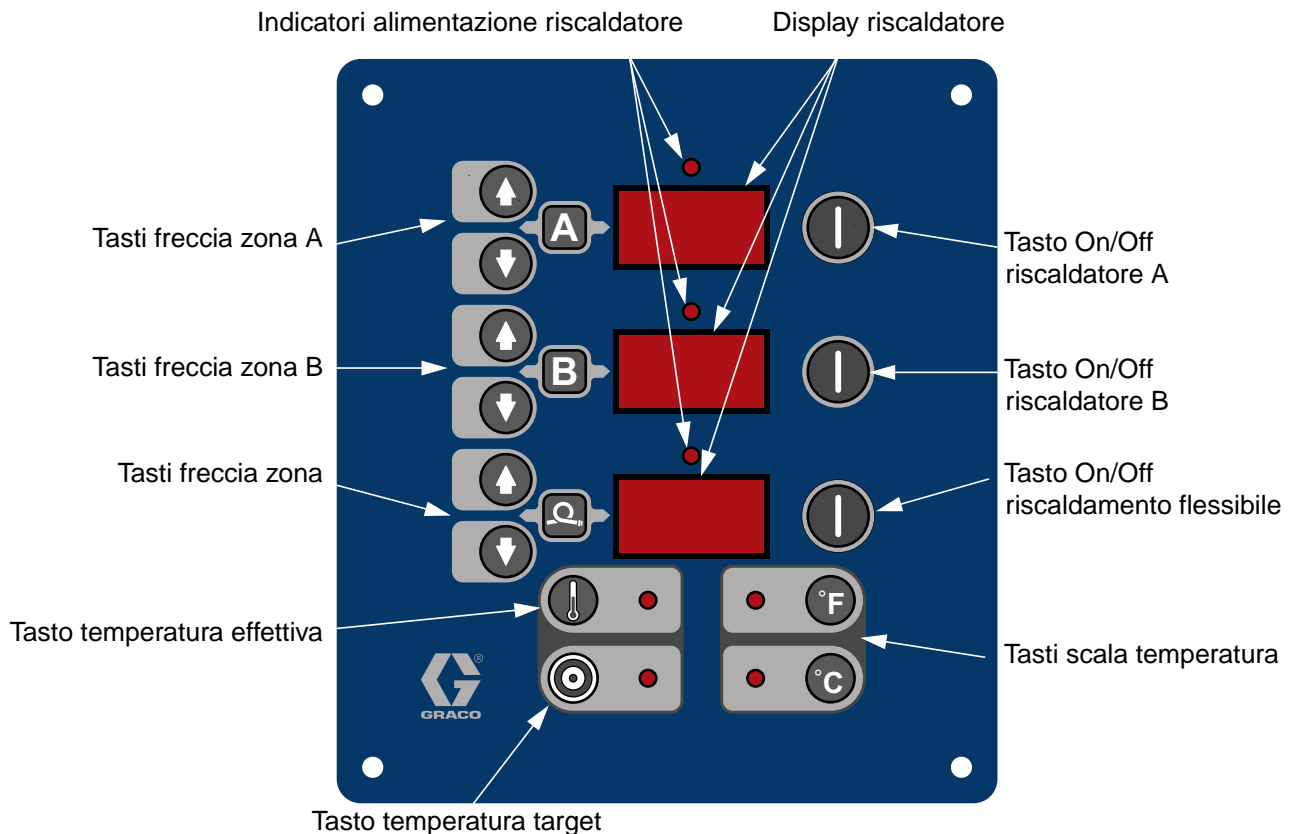 Indicatori alimentazione riscaldatore
Display riscaldatore
Tasti freccia zona A
A
Tasto On/Off
riscaldatore A
Tasti freccia zona B
B
Tasto On/Off
riscaldatore B
Tasti freccia zona
Tasto On/Off
riscaldamento flessibile
°F
Tasto temperatura effettiva
Tasti scala temperatura
°C
®
GRACO
Tasto temperatura target